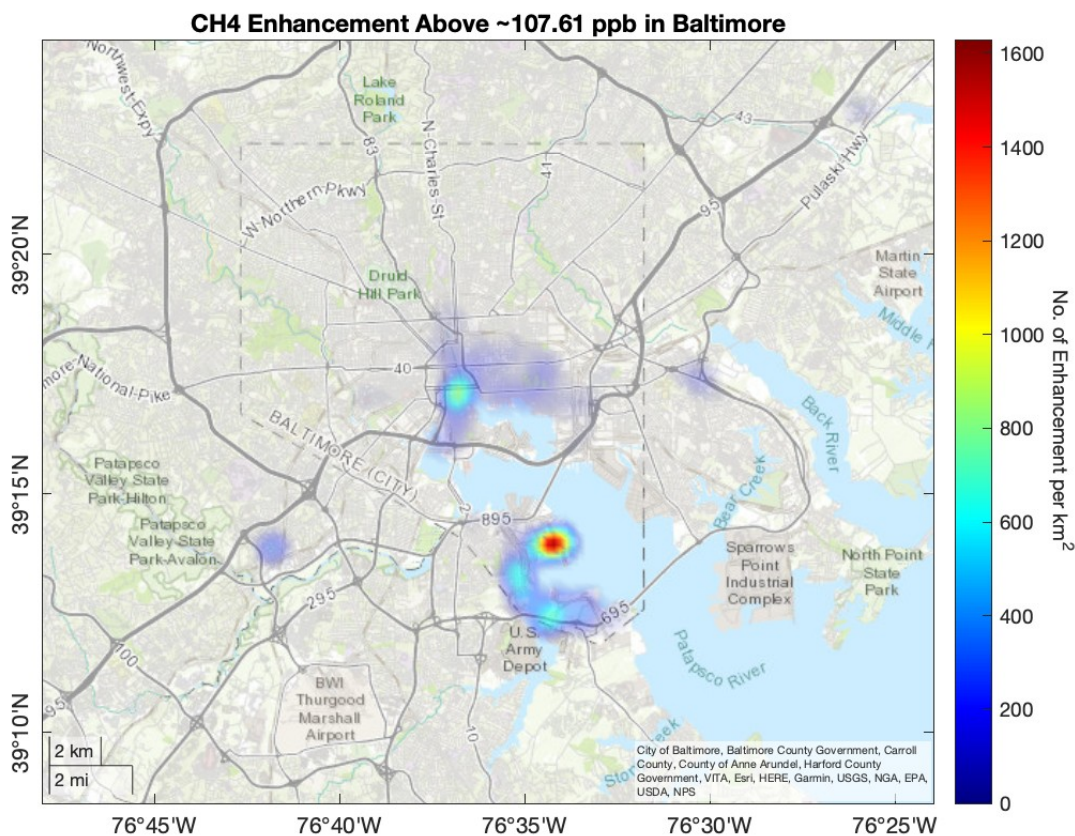 CH4 Enhancement Above ~107.61 ppb in Baltimore
Northwest-Expy
Lake
Roland
Park
83
N-Charles-St
41
43
Pulaski Hwy
W-Northern-Pkwy
95
Druid
Hill Park
Martin
State
Airport
Middle
40
more-National-Pike
BALTIMORE (CITY)
Back
River
Patapsco
Valley State
Park-Hilton
Patapsco
Valley State
Park-Avalon
2
895
Bear Creek
Sparrows
Point
Industrial
Complex
North Point
State
Park
295
695
U.S.
Army
Depot
Patapsco River
100
95
BWI
Thurgood
Marshall
Airport
10
2 km
2 mi
City of Baltimore, Baltimore County Government, Carroll
County, County of Anne Arundel, Harford County
Government, VITA, Esri, HERE, Garmin, USGS, NGA, EPA,
USDA, NPS
39°20'N
39°15'N
39°10'N
76°45'W
76°40'W
76°35'W
76°30'W
76°25'W
1600
1400
1200
1000
800
600
400
200
0
No. of Enhancement per km2